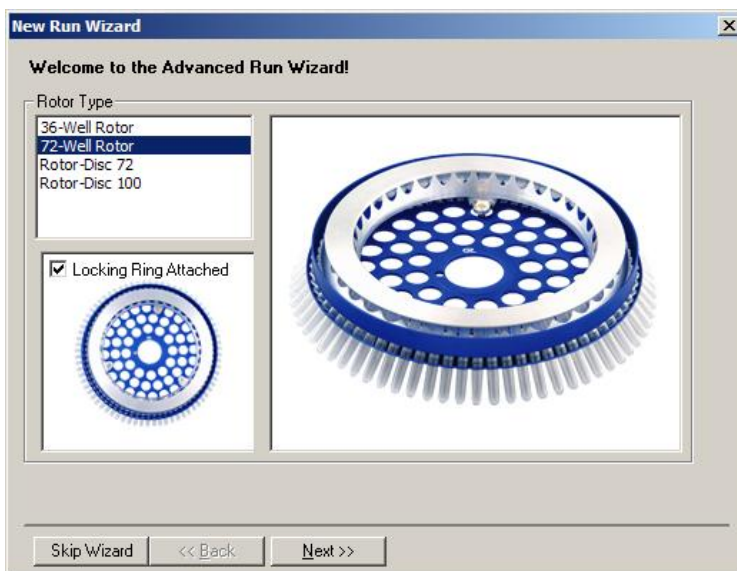 New Run Wizard
Welcome to the Advanced Run Wizard!
Rotor Type
36-Well Rotor
72-Well Rotor
Rotor-Disc 72
Rotor-Disc 100
Locking Ring Attached
Skip Wizard
<< Back
Next >>